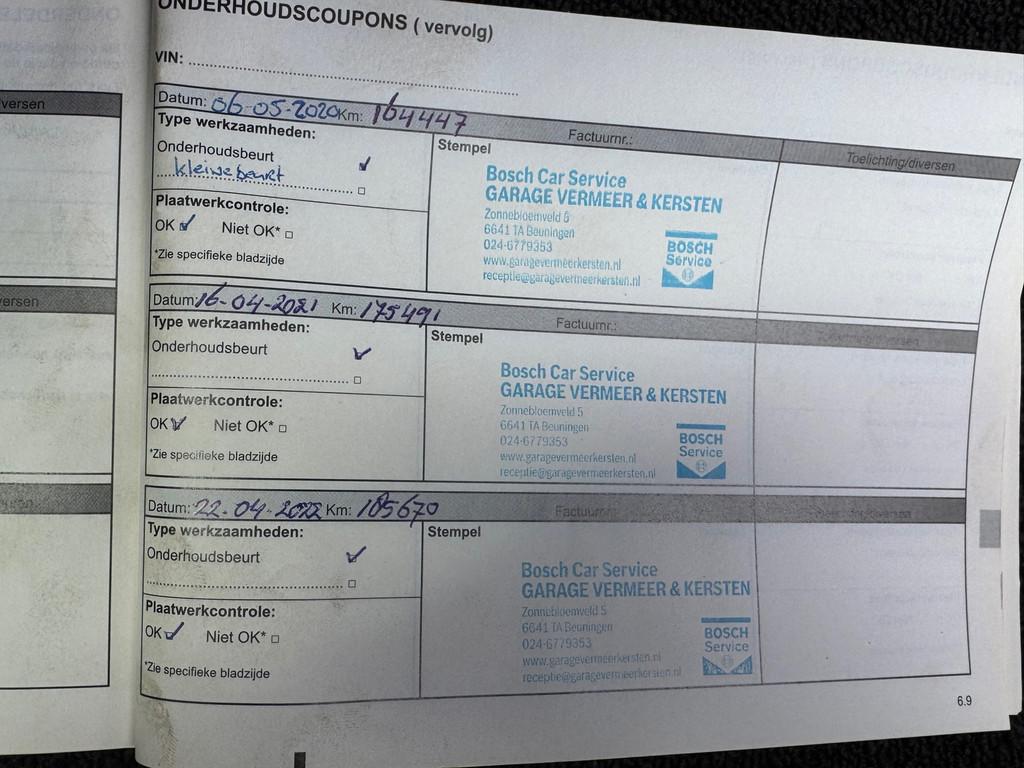 ONDERHOUDSCOUPONS ( vervolg)
VIN:
versen
Datum: 06-05-2020 Km: 164447 Factuurnr.: Toelichting/diversen
Type werkzaamheden:
Onderhoudsbeurt
kleine beurt
Plaatwerkcontrole:
OK Niet OK*
*Zie specifieke bladzijde
Stempel
Bosch Car Service
GARAGE VERMEER & KERSTEN
Zonnebloemveld 5
6641 TA Beuningen
024-6779353
www.garagevermeerkersten.nl
receptie@garagevermeerkersten.nl
BOSCH
Service
ersen
Datum: 16-04-2021 Km: 175491 Factuurnr.:
Type werkzaamheden:
Onderhoudsbeurt
Plaatwerkcontrole:
OK Niet OK*
*Zie specifieke bladzijde
Stempel
Bosch Car Service
GARAGE VERMEER & KERSTEN
Zonnebloemveld 5
6641 TA Beuningen
024-6779353
www.garagevermeerkersten.nl
receptie@garagevermeerkersten.nl
BOSCH
Service
Datum: 22-04-2022 Km: 185670 Factuurnr.:
Type werkzaamheden:
Onderhoudsbeurt
Plaatwerkcontrole:
OK Niet OK*
*Zie specifieke bladzijde
Stempel
Bosch Car Service
GARAGE VERMEER & KERSTEN
Zonnebloemveld 5
6641 TA Beuningen
024-6779353
www.garagevermeerkersten.nl
receptie@garagevermeerkersten.nl
BOSCH
Service
6.9